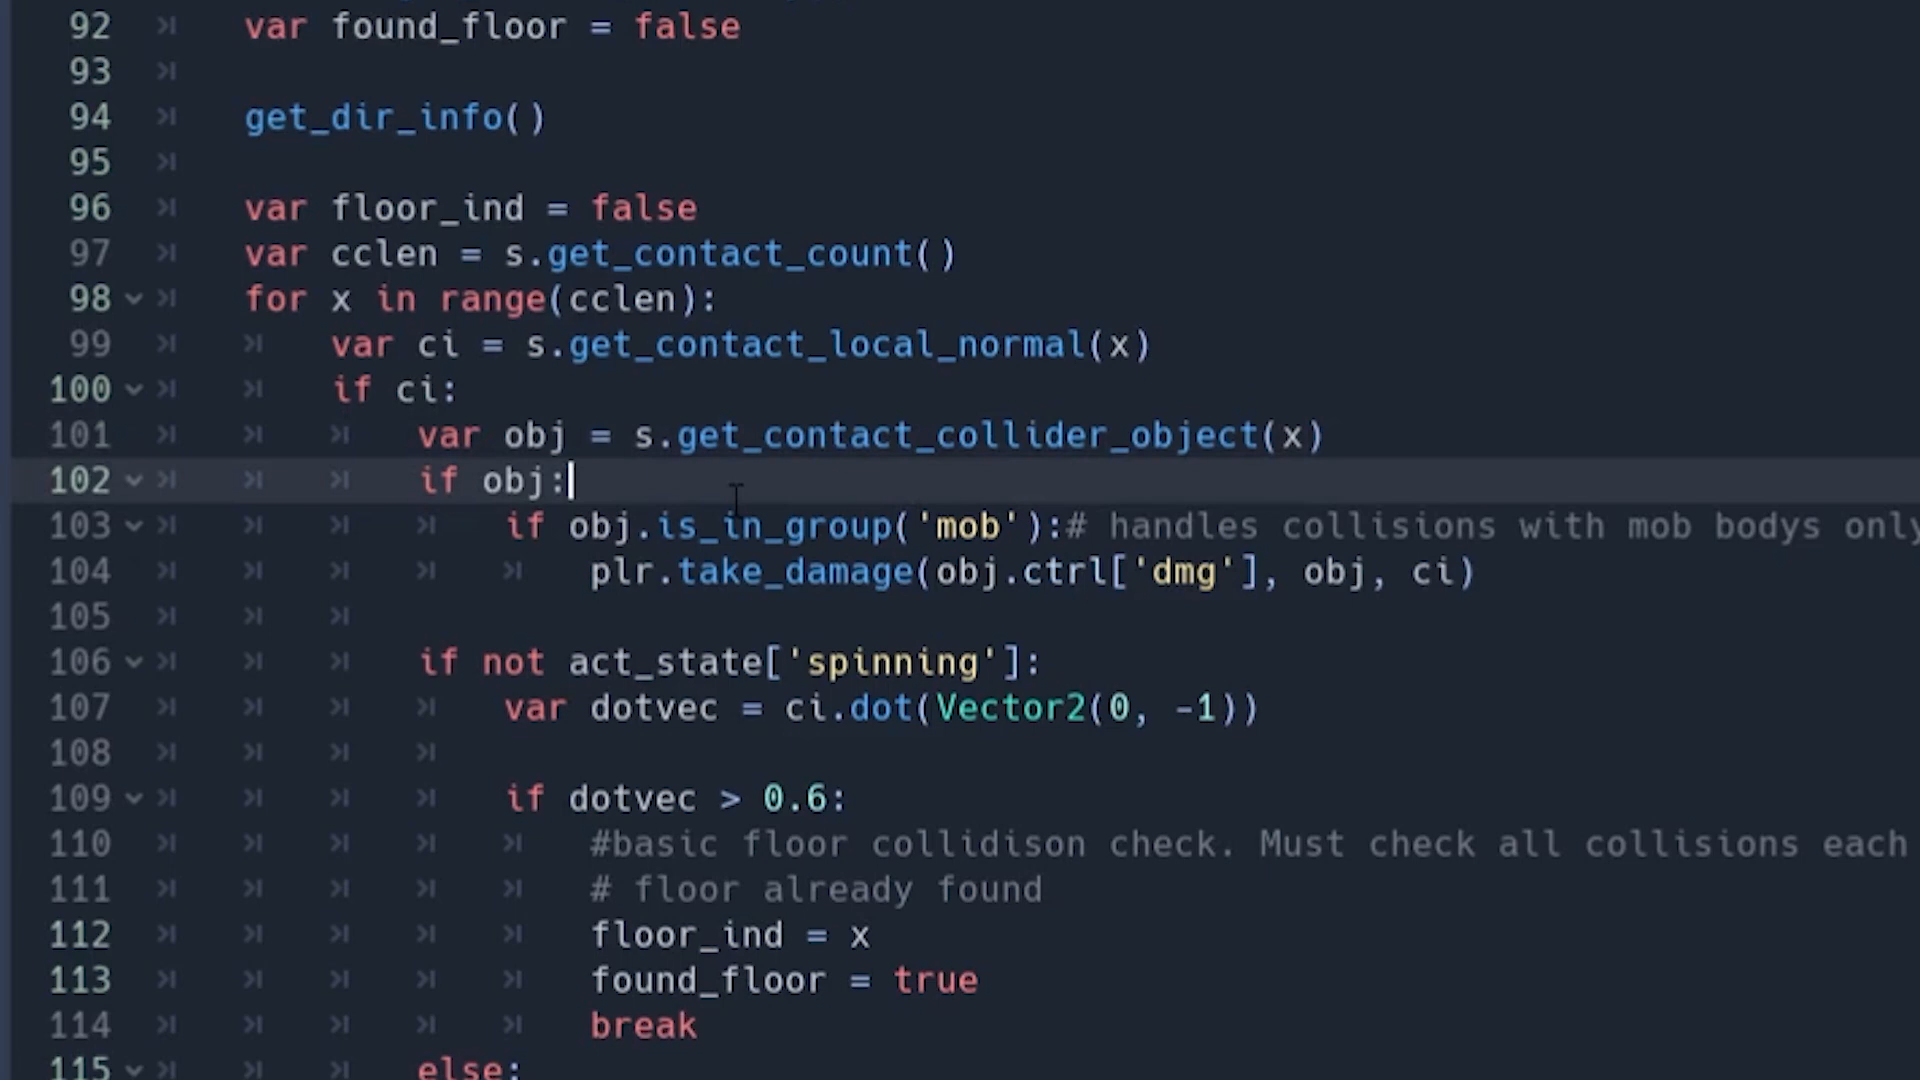 92 var found_floor = false
93
94 get_dir_info()
95
96 var floor_ind = false
97 var cclen = s.get_contact_count()
98 for x in range(cclen):
99 var ci = s.get_contact_local_normal(x)
100 if ci:
101 var obj = s.get_contact_collider_object(x)
102 if obj:
103 if obj.is_in_group('mob'):# handles collisions with mob bodys only
104 plr.take_damage(obj.ctrl['dmg'], obj, ci)
105
106 if not act_state['spinning']:
107 var dotvec = ci.dot(Vector2(0, -1))
108
109 if dotvec > 0.6:
110 #basic floor collidison check. Must check all collisions each
111 # floor already found
112 floor_ind = x
113 found_floor = true
114 break
115 else: